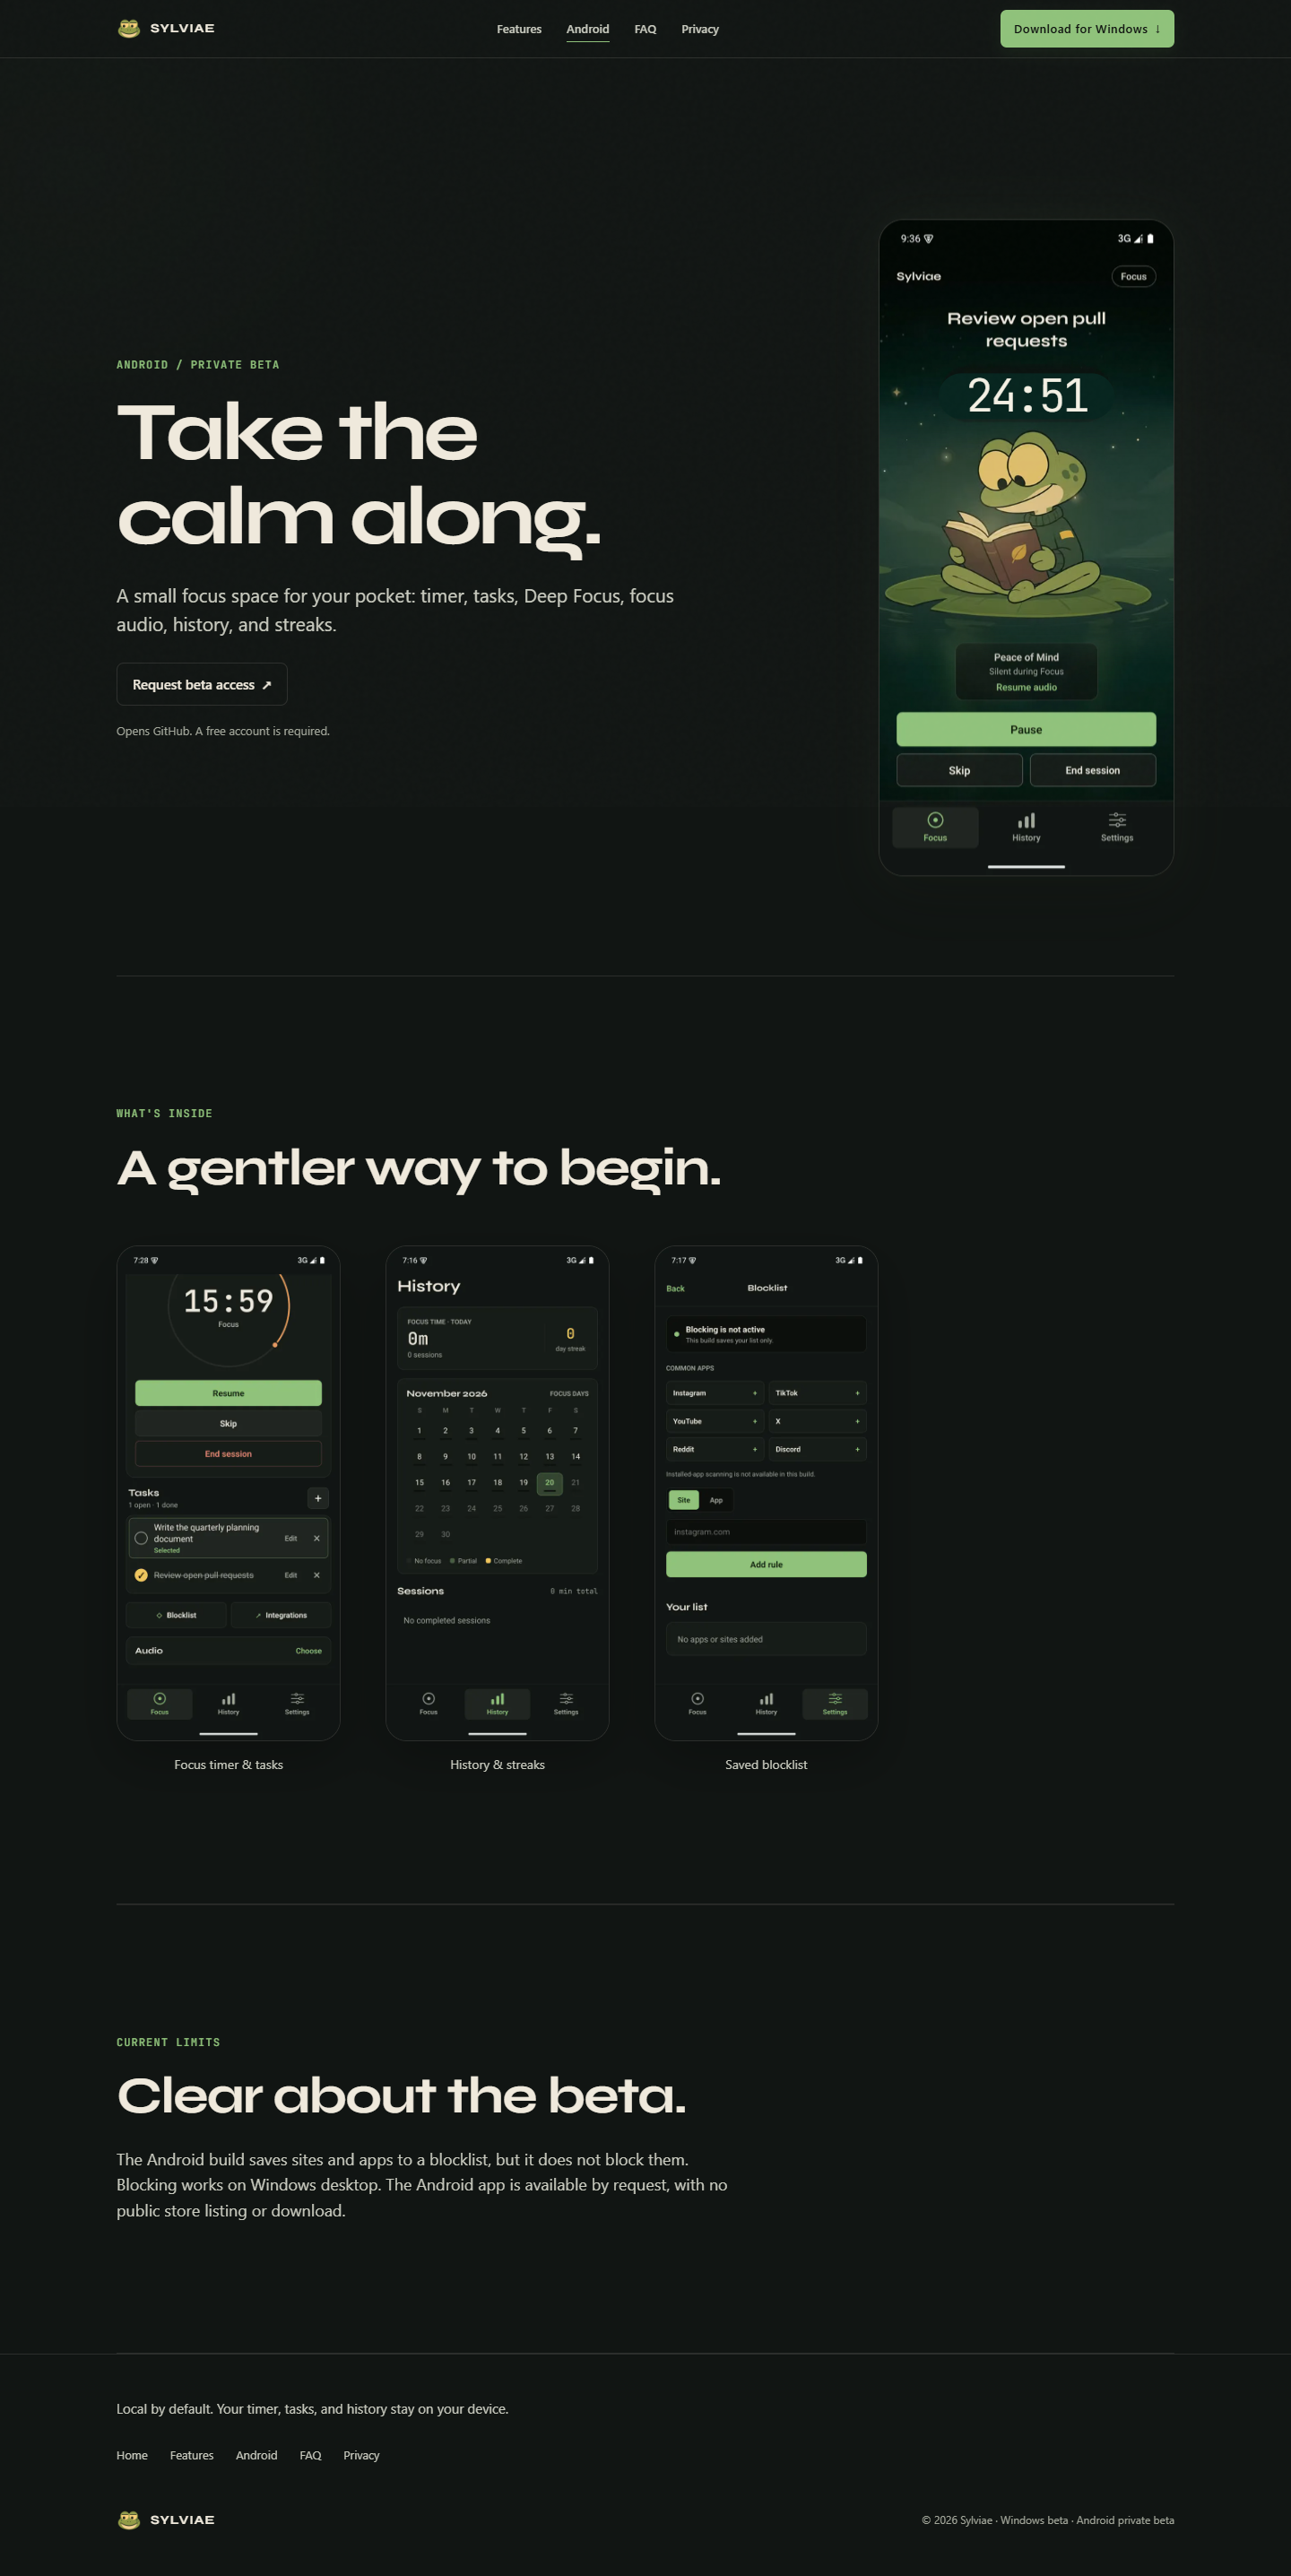 SYLVIAE
Features Android FAQ Privacy
Download for Windows ↓
ANDROID / PRIVATE BETA
Take the
calm along.
A small focus space for your pocket: timer, tasks, Deep Focus, focus
audio, history, and streaks.
Request beta access ↗
Opens GitHub. A free account is required.
9:36 3G
Sylviae Focus
Review open pull
requests
24:51
Peace of Mind
Silent during Focus
Resume audio
Pause
Skip End session
Focus History Settings
WHAT'S INSIDE
A gentler way to begin.
7:28 3G
15:59
Focus
Resume
Skip
End session
Tasks
1 open · 1 done
+
Write the quarterly planning
document
Selected
Edit ×
Review open pull requests Edit ×
◇ Blocklist ↗ Integrations
Audio Choose
Focus History Settings
Focus timer & tasks
7:16 3G
History
FOCUS TIME · TODAY
0m
0 sessions
0
day streak
November 2026 FOCUS DAYS
S M T W T F S
1 2 3 4 5 6 7
8 9 10 11 12 13 14
15 16 17 18 19 20 21
22 23 24 25 26 27 28
29 30
No focus Partial Complete
Sessions 0 min total
No completed sessions
Focus History Settings
History & streaks
7:17 3G
Back Blocklist
Blocking is not active
This build saves your list only.
COMMON APPS
Instagram + TikTok +
YouTube + X +
Reddit + Discord +
Installed-app scanning is not available in this build.
Site App
instagram.com
Add rule
Your list
No apps or sites added
Focus History Settings
Saved blocklist
CURRENT LIMITS
Clear about the beta.
The Android build saves sites and apps to a blocklist, but it does not block them.
Blocking works on Windows desktop. The Android app is available by request, with no
public store listing or download.
Local by default. Your timer, tasks, and history stay on your device.
Home Features Android FAQ Privacy
SYLVIAE
© 2026 Sylviae · Windows beta · Android private beta